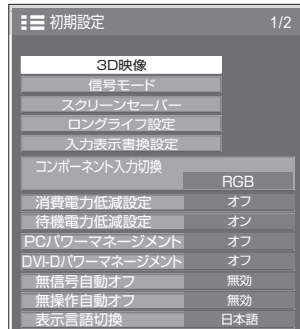 初期設定 1/2
3D映像
信号モード
スクリーンセーバー
ロングライフ設定
入力表示書換設定
コンポーネント入力切換
RGB
消費電力低減設定 オフ
待機電力低減設定 オン
PCパワーマネージメント オフ
DVI-Dパワーマネージメント オフ
無信号自動オフ 無効
無操作自動オフ 無効
表示言語切換 日本語